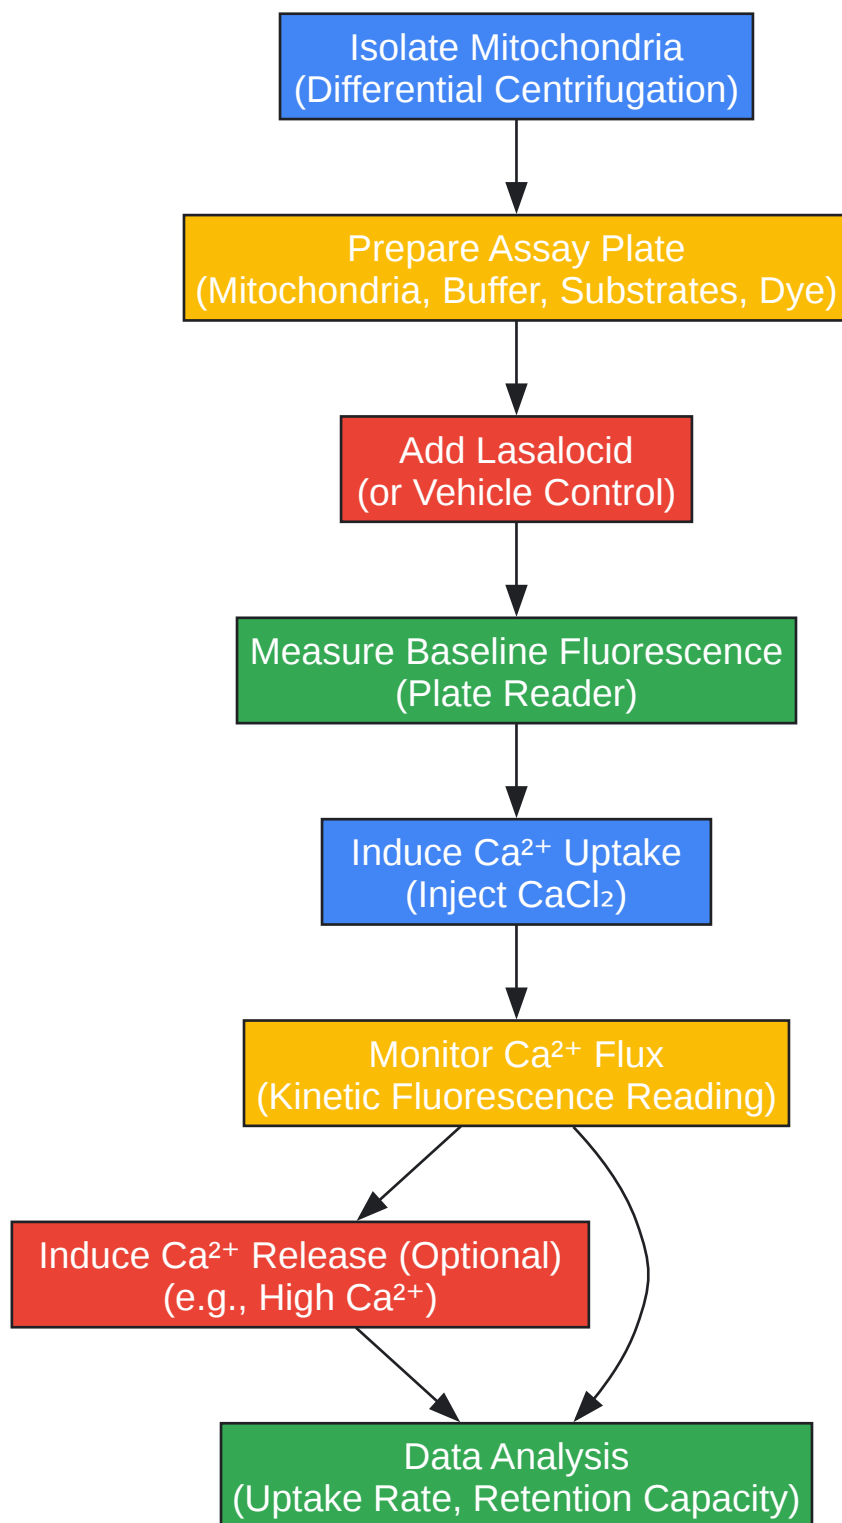 Isolate Mitochondria
(Differential Centrifugation)
Prepare Assay Plate
(Mitochondria, Buffer, Substrates, Dye)
Add Lasalocid
(or Vehicle Control)
Measure Baseline Fluorescence
(Plate Reader)
Induce Ca²⁺ Uptake
(Inject CaCl₂)
Monitor Ca²⁺ Flux
(Kinetic Fluorescence Reading)
Induce Ca²⁺ Release (Optional)
(e.g., High Ca²⁺)
Data Analysis
(Uptake Rate, Retention Capacity)